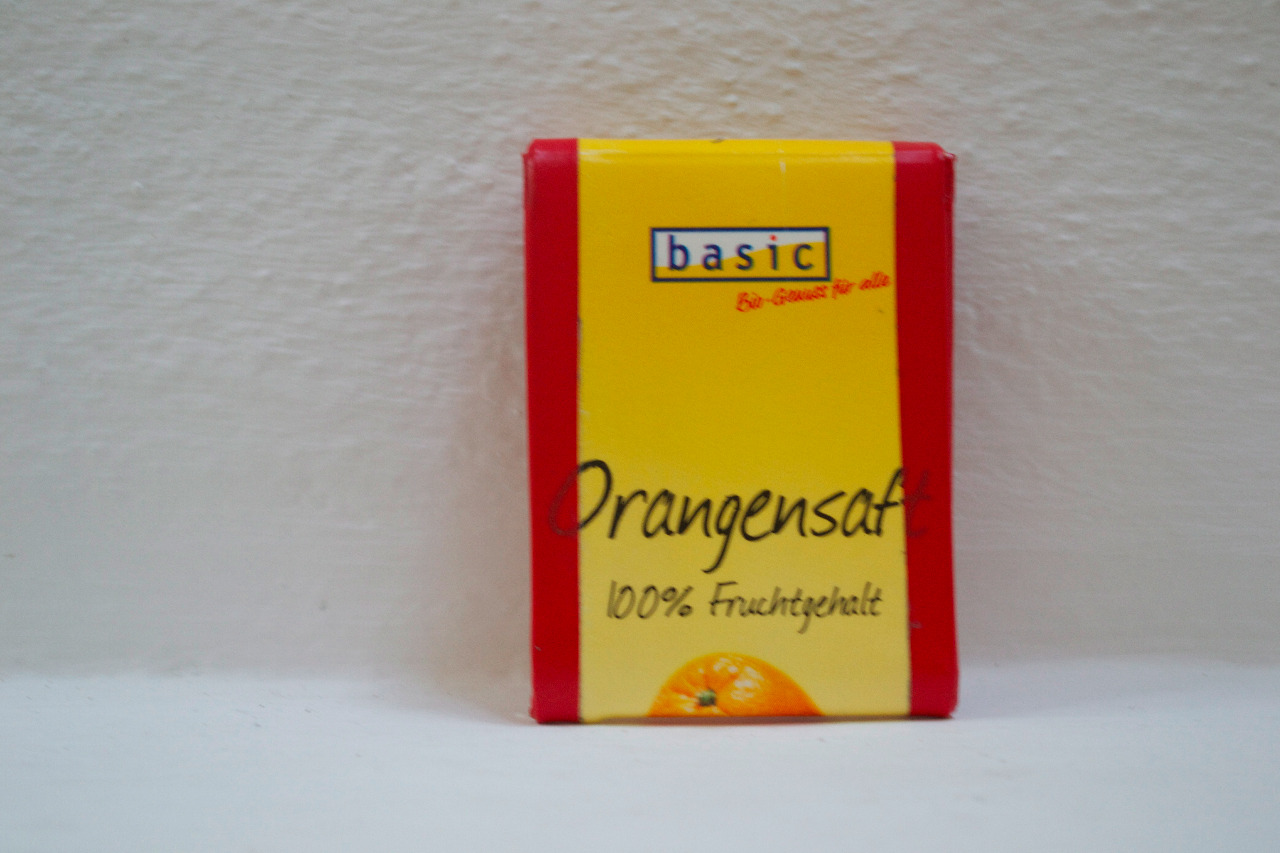 basic
Bio-Genuss für alle
Orangensaft
100% Fruchtgehalt